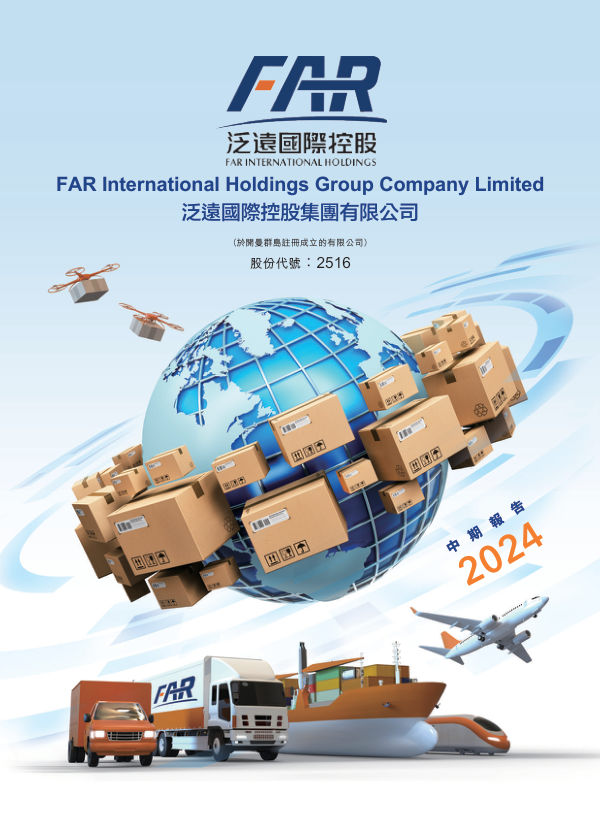 FAR
泛遠國際控股
FAR INTERNATIONAL HOLDINGS
FAR International Holdings Group Company Limited
泛遠國際控股集團有限公司
（於開曼群島註冊成立的有限公司）
股份代號：2516
中期報告
2024
FAR